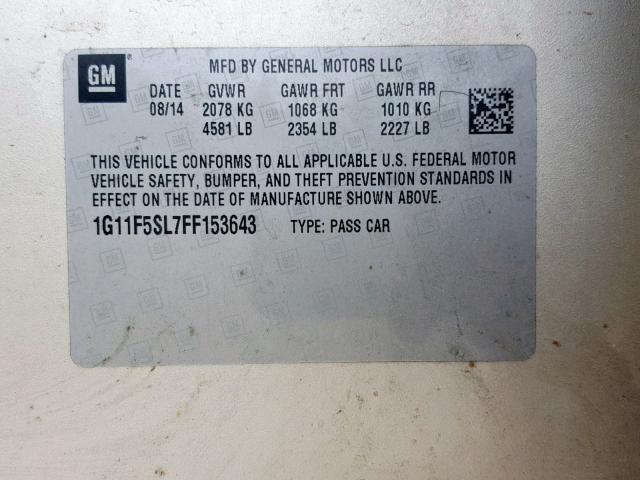 GM ®
MFD BY GENERAL MOTORS LLC
DATE GVWR GAWR FRT GAWR RR
08/14 2078 KG 1068 KG 1010 KG
4581 LB 2354 LB 2227 LB
THIS VEHICLE CONFORMS TO ALL APPLICABLE U.S. FEDERAL MOTOR
VEHICLE SAFETY, BUMPER, AND THEFT PREVENTION STANDARDS IN
EFFECT ON THE DATE OF MANUFACTURE SHOWN ABOVE.
1G11F5SL7FF153643 TYPE: PASS CAR